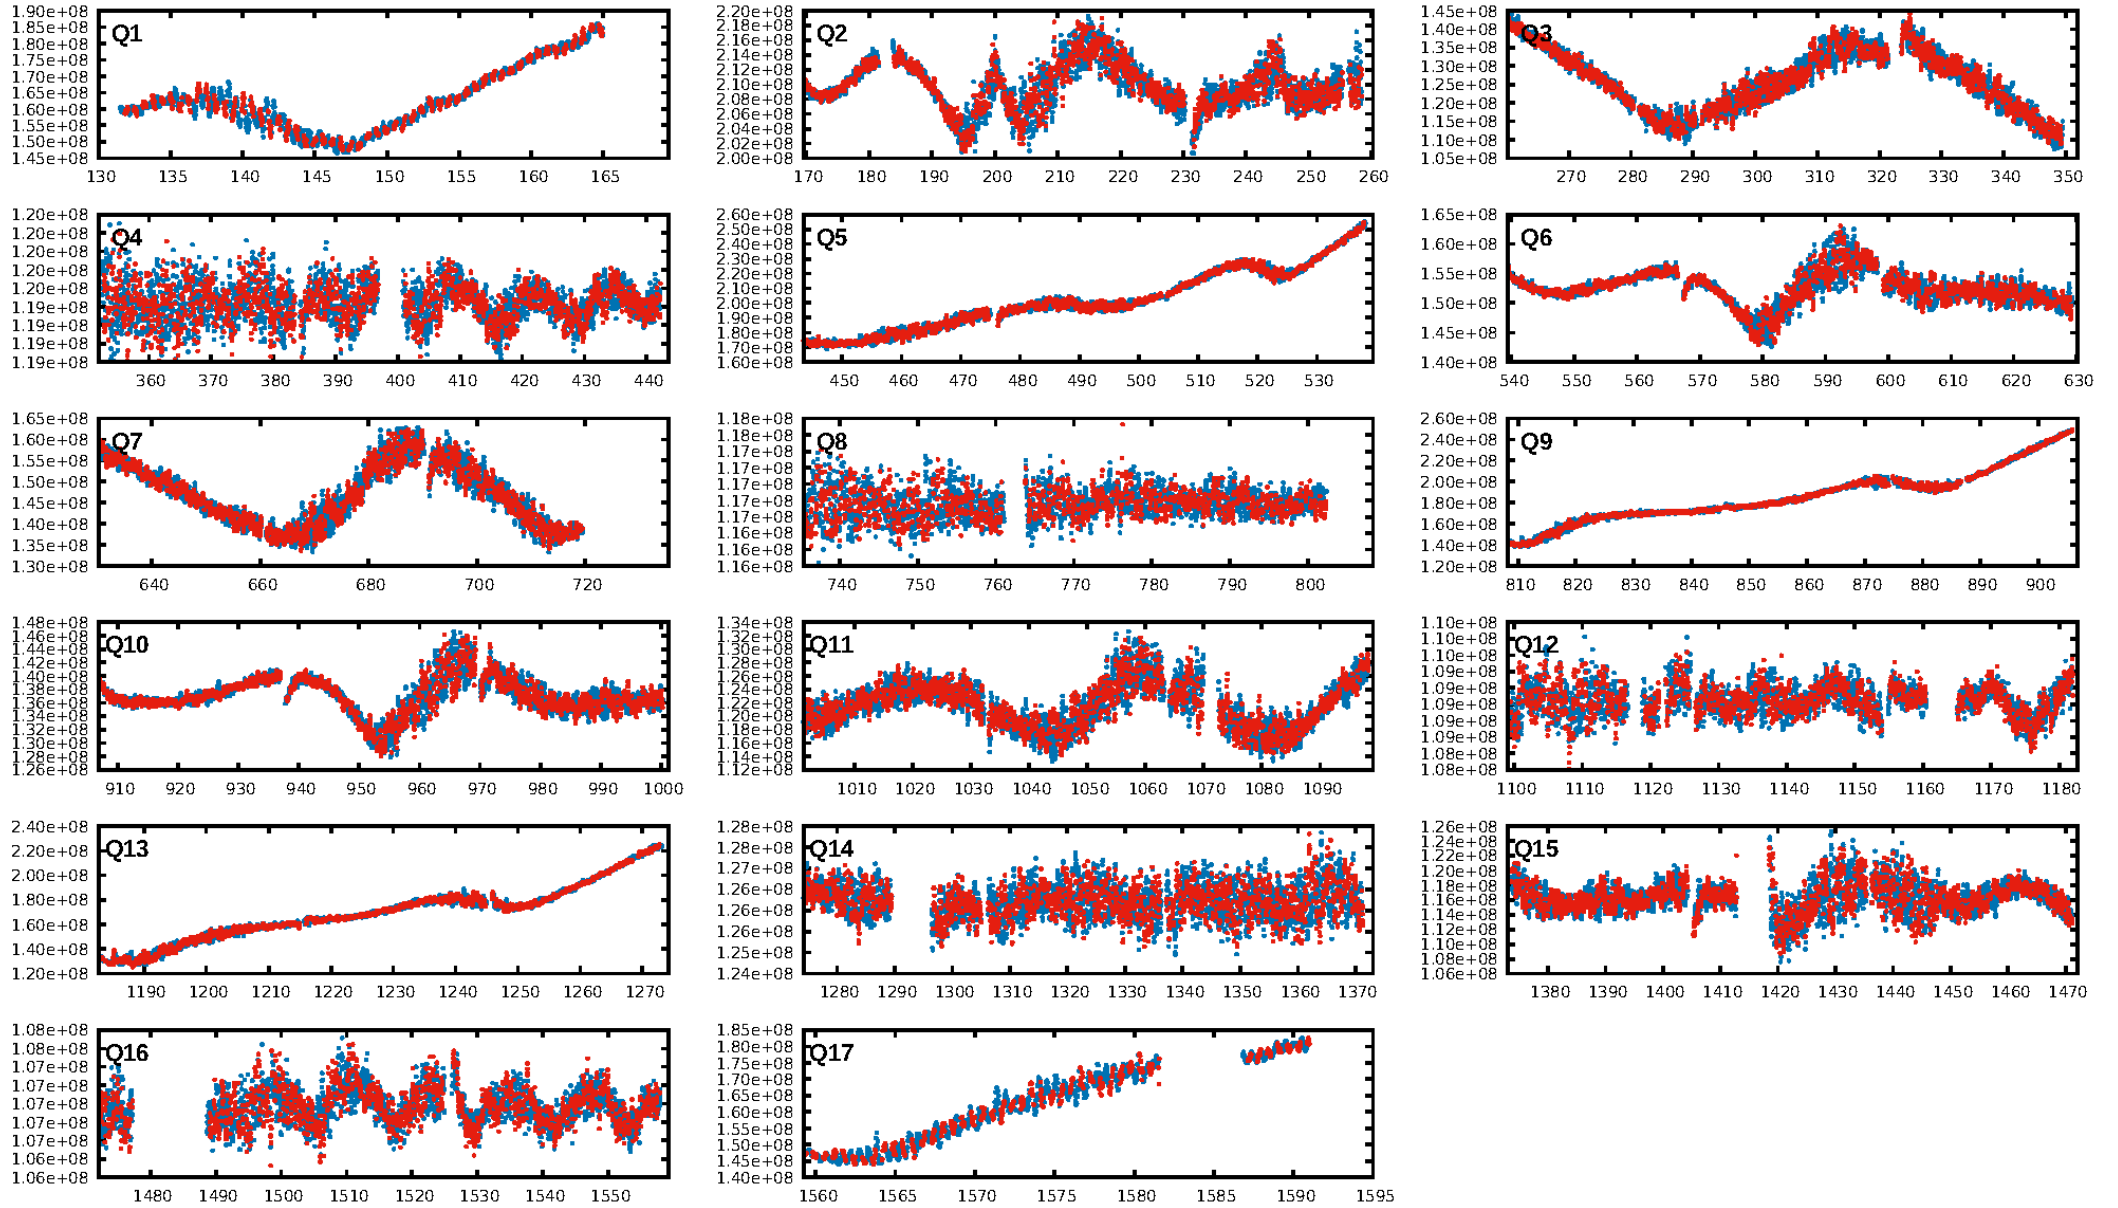 1.90e+08
1.85e+08
1.80e+08
1.75e+08
1.70e+08
1.65e+08
1.60e+08
1.55e+08
1.50e+08
1.45e+08
Q1
130 135 140 145 150 155 160 165
2.20e+08
2.18e+08
2.16e+08
2.14e+08
2.12e+08
2.10e+08
2.08e+08
2.06e+08
2.04e+08
2.02e+08
2.00e+08
Q2
170 180 190 200 210 220 230 240 250 260
1.45e+08
1.40e+08
1.35e+08
1.30e+08
1.25e+08
1.20e+08
1.15e+08
1.10e+08
1.05e+08
Q3
270 280 290 300 310 320 330 340 350
1.20e+08
1.20e+08
1.20e+08
1.20e+08
1.20e+08
1.19e+08
1.19e+08
1.19e+08
1.19e+08
Q4
360 370 380 390 400 410 420 430 440
2.60e+08
2.50e+08
2.40e+08
2.30e+08
2.20e+08
2.10e+08
2.00e+08
1.90e+08
1.80e+08
1.70e+08
1.60e+08
Q5
450 460 470 480 490 500 510 520 530
1.65e+08
1.60e+08
1.55e+08
1.50e+08
1.45e+08
1.40e+08
Q6
540 550 560 570 580 590 600 610 620 630
1.65e+08
1.60e+08
1.55e+08
1.50e+08
1.45e+08
1.40e+08
1.35e+08
1.30e+08
Q7
640 660 680 700 720
1.18e+08
1.18e+08
1.18e+08
1.17e+08
1.17e+08
1.17e+08
1.17e+08
1.16e+08
1.16e+08
Q8
740 750 760 770 780 790 800
2.60e+08
2.40e+08
2.20e+08
2.00e+08
1.80e+08
1.60e+08
1.40e+08
1.20e+08
Q9
810 820 830 840 850 860 870 880 890 900
1.48e+08
1.46e+08
1.44e+08
1.42e+08
1.40e+08
1.38e+08
1.36e+08
1.34e+08
1.32e+08
1.30e+08
1.28e+08
1.26e+08
Q10
910 920 930 940 950 960 970 980 990 1000
1.34e+08
1.32e+08
1.30e+08
1.28e+08
1.26e+08
1.24e+08
1.22e+08
1.20e+08
1.18e+08
1.16e+08
1.14e+08
1.12e+08
Q11
1010 1020 1030 1040 1050 1060 1070 1080 1090
1.10e+08
1.10e+08
1.10e+08
1.09e+08
1.09e+08
1.09e+08
1.09e+08
1.09e+08
1.08e+08
1.08e+08
Q12
1100 1110 1120 1130 1140 1150 1160 1170 1180
2.40e+08
2.20e+08
2.00e+08
1.80e+08
1.60e+08
1.40e+08
1.20e+08
Q13
1190 1200 1210 1220 1230 1240 1250 1260 1270
1.28e+08
1.28e+08
1.27e+08
1.26e+08
1.26e+08
1.25e+08
1.24e+08
Q14
1280 1290 1300 1310 1320 1330 1340 1350 1360 1370
1.26e+08
1.24e+08
1.22e+08
1.20e+08
1.18e+08
1.16e+08
1.14e+08
1.12e+08
1.10e+08
1.08e+08
1.06e+08
Q15
1380 1390 1400 1410 1420 1430 1440 1450 1460 1470
1.08e+08
1.08e+08
1.07e+08
1.07e+08
1.07e+08
1.07e+08
1.07e+08
1.06e+08
1.06e+08
Q16
1480 1490 1500 1510 1520 1530 1540 1550
1.85e+08
1.80e+08
1.75e+08
1.70e+08
1.65e+08
1.60e+08
1.55e+08
1.50e+08
1.45e+08
1.40e+08
Q17
1560 1565 1570 1575 1580 1585 1590 1595